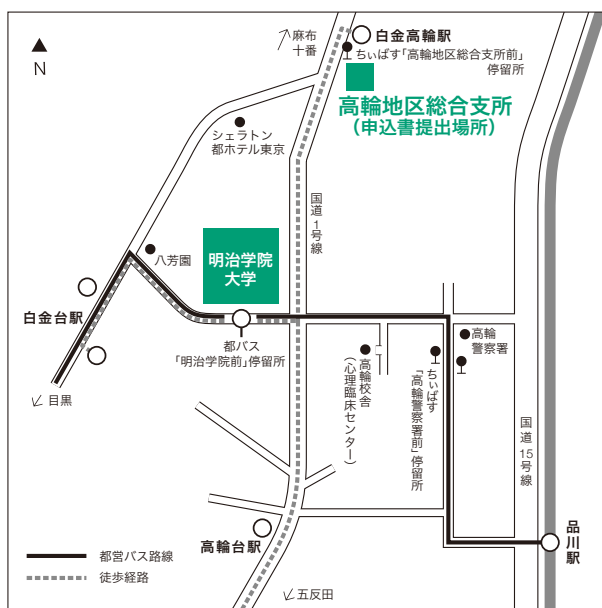 麻布
十番
白金高輪駅
ちぃばす「高輪地区総合支所前」
停留所
N
高輪地区総合支所
(申込書提出場所)
シェラトン
都ホテル東京
国道1号線
八芳園
明治学院
大学
白金台駅
都バス
「明治学院前」停留所
高輪
警察署
高輪校舎
(心理臨床センター)
ちぃばす
「高輪警察署前」停留所
目黒
国道15号線
高輪台駅
品川駅
都営バス路線
徒歩経路
五反田